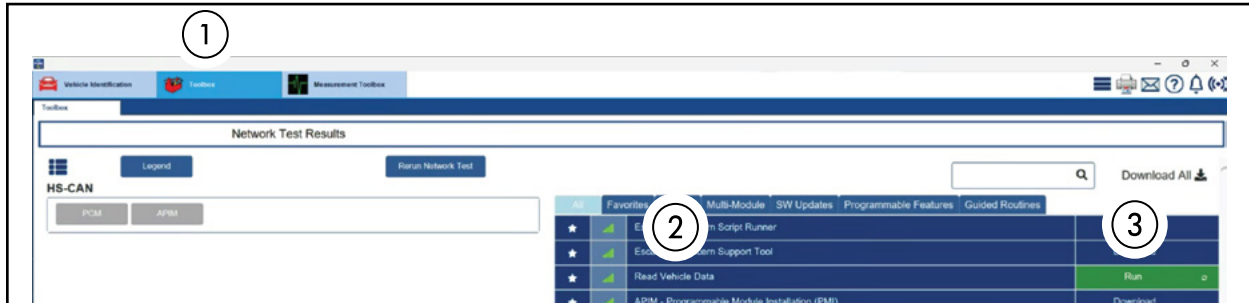 1
Vehicle Identification Toolbox Measurement Toolbox
Toolbox
Network Test Results
Legend Rerun Network Test
Download All
HS-CAN
PCM APIM
All Favorites Multi-Module SW Updates Programmable Features Guided Routines
2 Script Runner 3
Support Tool
Read Vehicle Data Run
APIM - Programmable Module Installation (PMI) Download